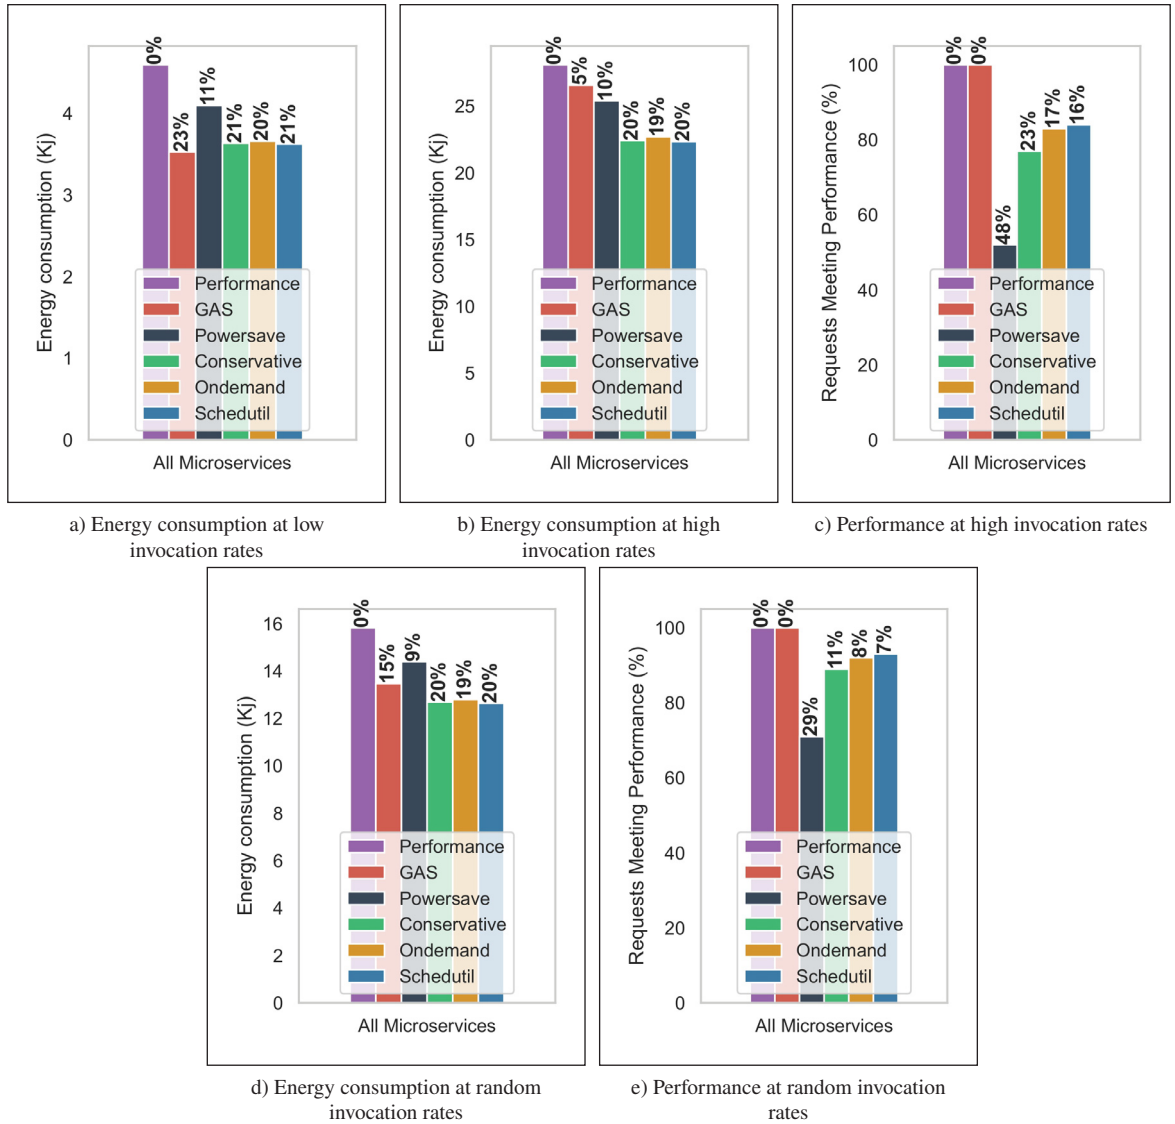 Energy consumption (Kj)
4
3
2
1
0
0%
23%
11%
21%
20%
21%
Performance
GAS
Powersave
Conservative
Ondemand
Schedutil
All Microservices
a) Energy consumption at low
invocation rates
Energy consumption (Kj)
25
20
15
10
5
0
0%
5%
10%
20%
19%
20%
Performance
GAS
Powersave
Conservative
Ondemand
Schedutil
All Microservices
b) Energy consumption at high
invocation rates
Requests Meeting Performance (%)
100
80
60
40
20
0
0%
0%
48%
23%
17%
16%
Performance
GAS
Powersave
Conservative
Ondemand
Schedutil
All Microservices
c) Performance at high invocation rates
Energy consumption (Kj)
16
14
12
10
8
6
4
2
0
0%
15%
9%
20%
19%
20%
Performance
GAS
Powersave
Conservative
Ondemand
Schedutil
All Microservices
d) Energy consumption at random
invocation rates
Requests Meeting Performance (%)
100
80
60
40
20
0
0%
0%
29%
11%
8%
7%
Performance
GAS
Powersave
Conservative
Ondemand
Schedutil
All Microservices
e) Performance at random invocation
rates